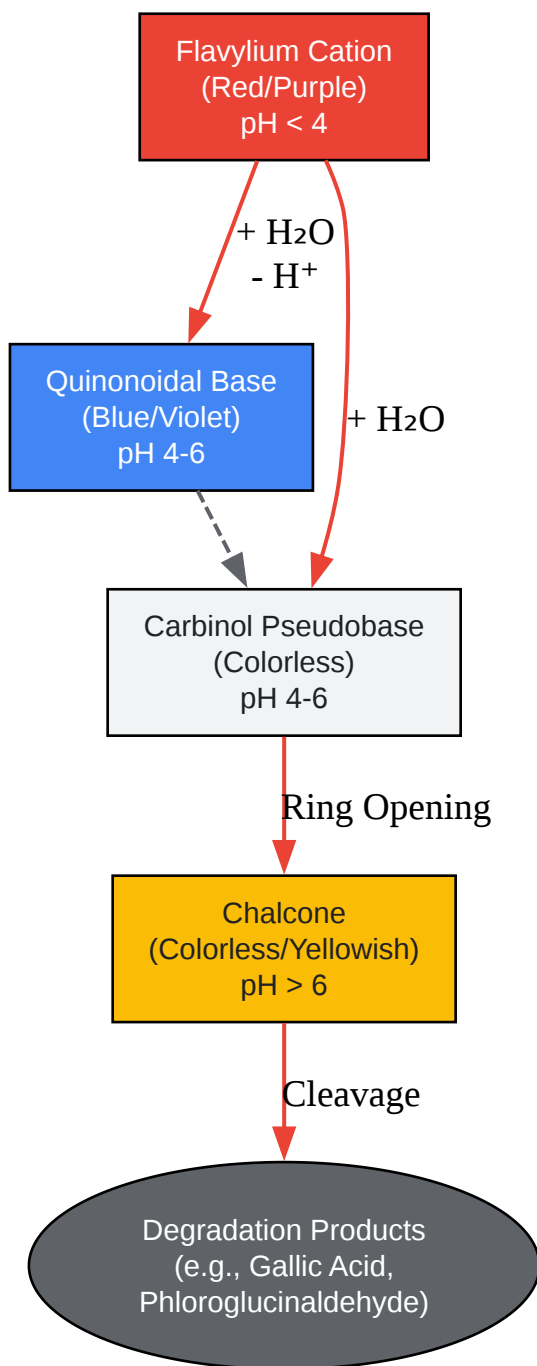 Flavylium Cation
(Red/Purple)
pH < 4
+ H₂O
- H⁺
Quinonoidal Base
(Blue/Violet)
pH 4-6
+ H₂O
Carbinol Pseudobase
(Colorless)
pH 4-6
Ring Opening
Chalcone
(Colorless/Yellowish)
pH > 6
Cleavage
Degradation Products
(e.g., Gallic Acid,
Phloroglucinaldehyde)